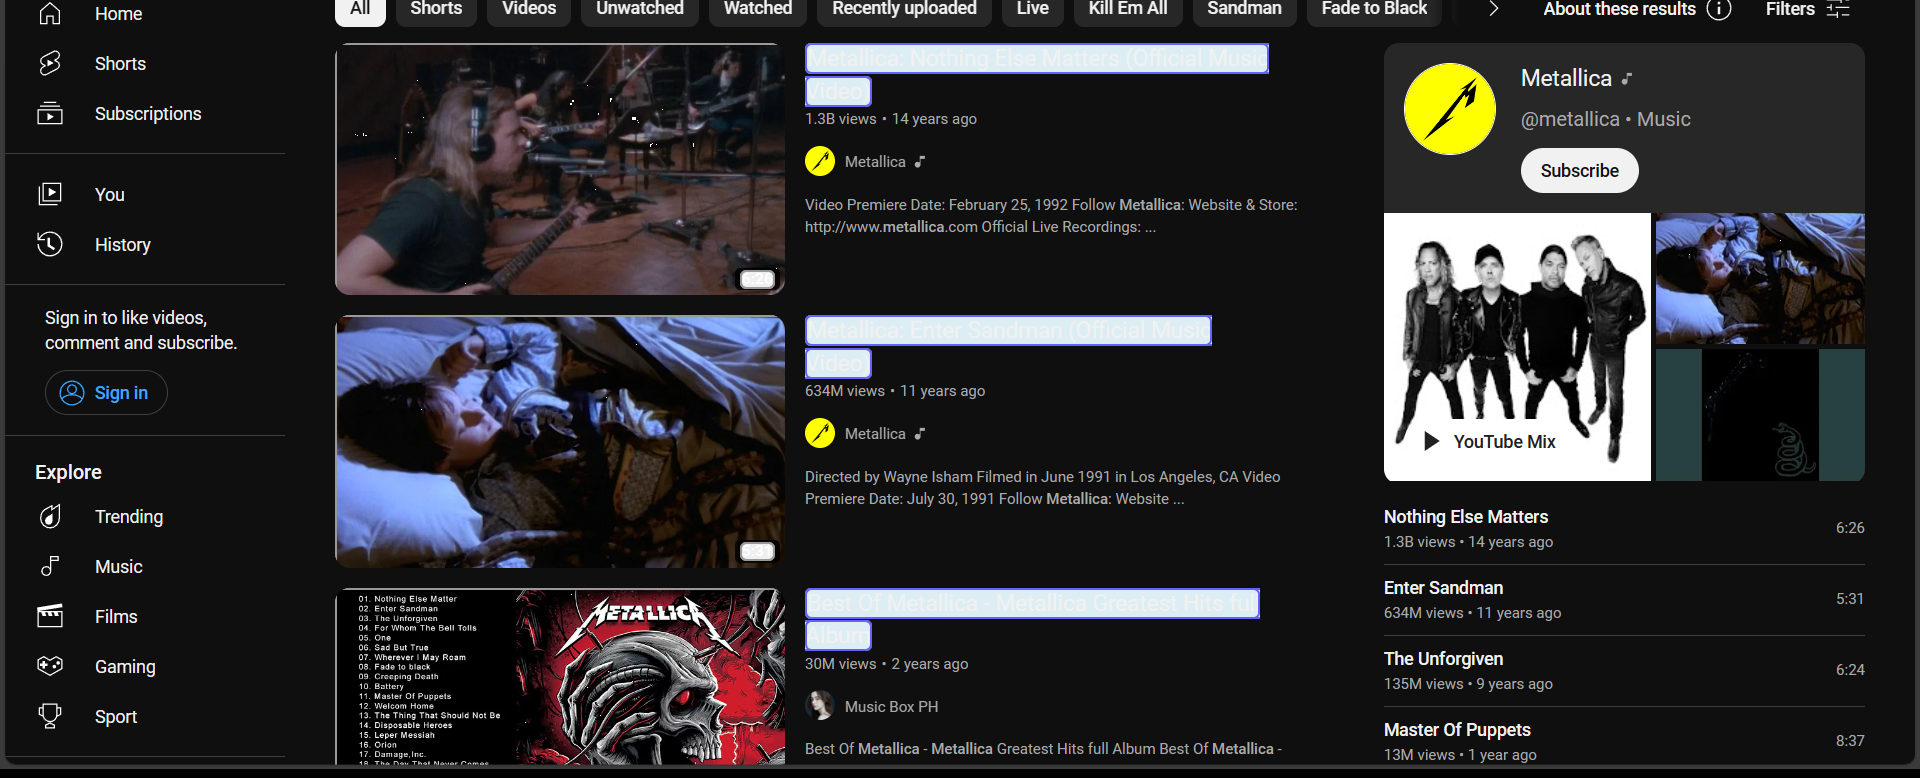 Home
Shorts
Subscriptions
You
History
Sign in to like videos,
comment and subscribe.
Sign in
Explore
Trending
Music
Films
Gaming
Sport
All
Shorts
Videos
Unwatched
Watched
Recently uploaded
Live
Kill Em All
Sandman
Fade to Black
About these results
Filters
6:26
Metallica: Nothing Else Matters (Official Music
Video)
1.3B views • 14 years ago
Metallica
Video Premiere Date: February 25, 1992 Follow Metallica: Website & Store:
http://www.metallica.com Official Live Recordings: ...
5:31
Metallica: Enter Sandman (Official Music
Video)
634M views • 11 years ago
Metallica
Directed by Wayne Isham Filmed in June 1991 in Los Angeles, CA Video
Premiere Date: July 30, 1991 Follow Metallica: Website ...
01. Nothing Else Matter
02. Enter Sandman
03. The Unforgiven
04. For Whom The Bell Tolls
05. One
06. Sad But True
07. Wherever I May Roam
08. Fade to black
09. Creeping Death
10. Battery
11. Master Of Puppets
12. Welcom Home
13. The Thing That Should Not Be
14. Disposable Heroes
15. Leper Messiah
16. Orion
17. Damage,Inc.
18. The Day That Never Comes
METALLICA
Best Of Metallica - Metallica Greatest Hits full
Album
30M views • 2 years ago
Music Box PH
Best Of Metallica - Metallica Greatest Hits full Album Best Of Metallica -
Metallica
@metallica • Music
Subscribe
YouTube Mix
Nothing Else Matters
1.3B views • 14 years ago
6:26
Enter Sandman
634M views • 11 years ago
5:31
The Unforgiven
135M views • 9 years ago
6:24
Master Of Puppets
13M views • 1 year ago
8:37